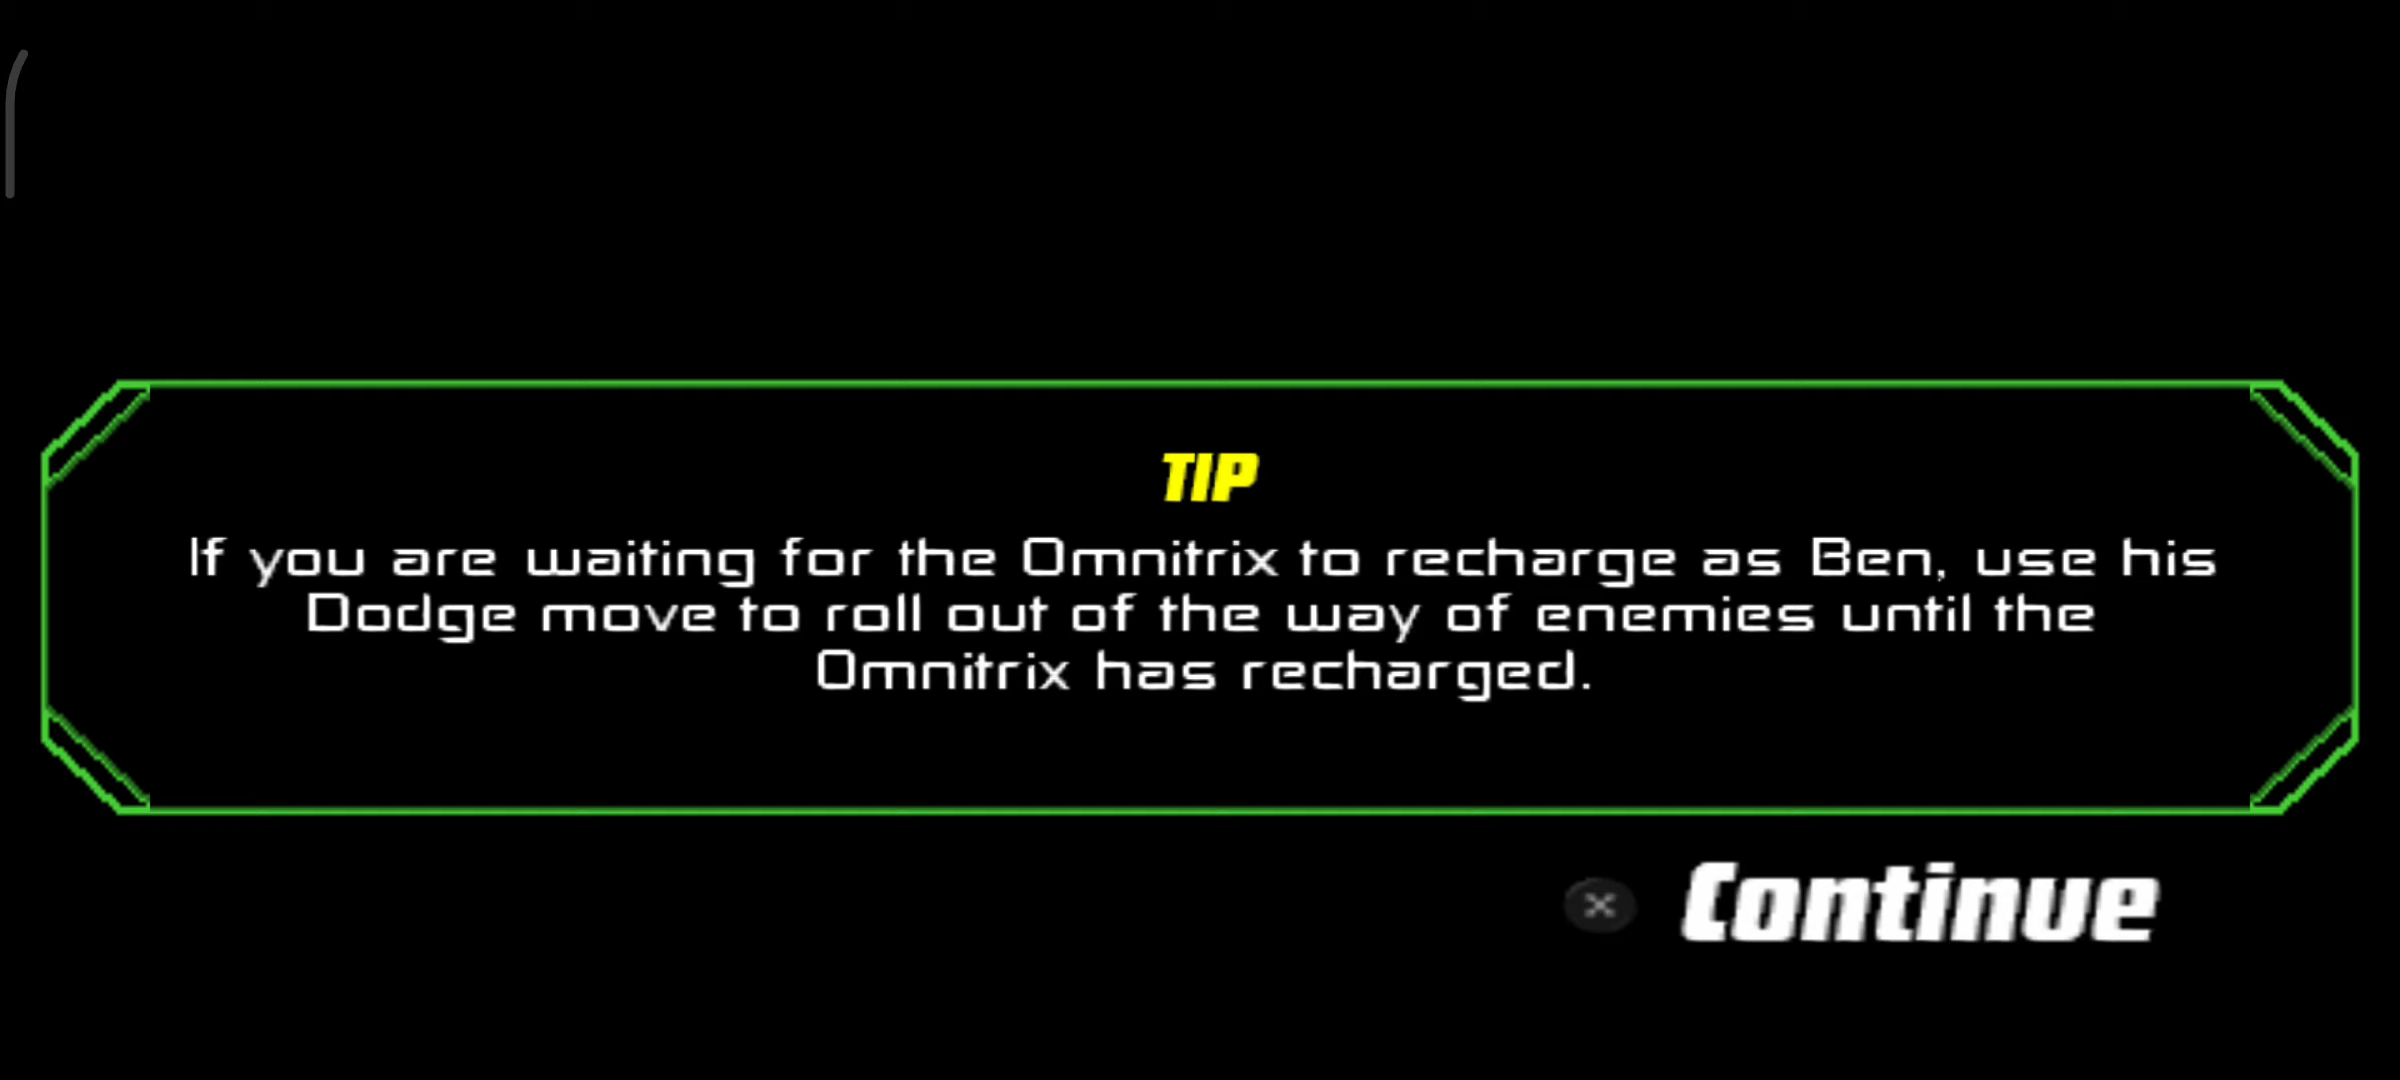 TIP
If you are waiting for the Omnitrix to recharge as Ben, use his
Dodge move to roll out of the way of enemies until the
Omnitrix has recharged.
Continue